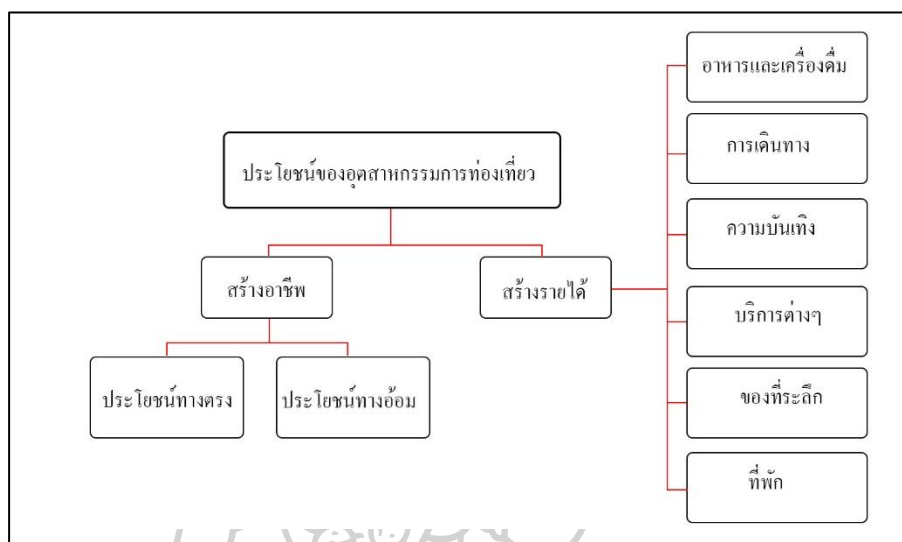 ประโยชน์ของอุตสาหกรรมการท่องเที่ยว
สร้างอาชีพ
ประโยชน์ทางตรง
ประโยชน์ทางอ้อม
สร้างรายได้
อาหารและเครื่องดื่ม
การเดินทาง
ความบันเทิง
บริการต่างๆ
ของที่ระลึก
ที่พัก